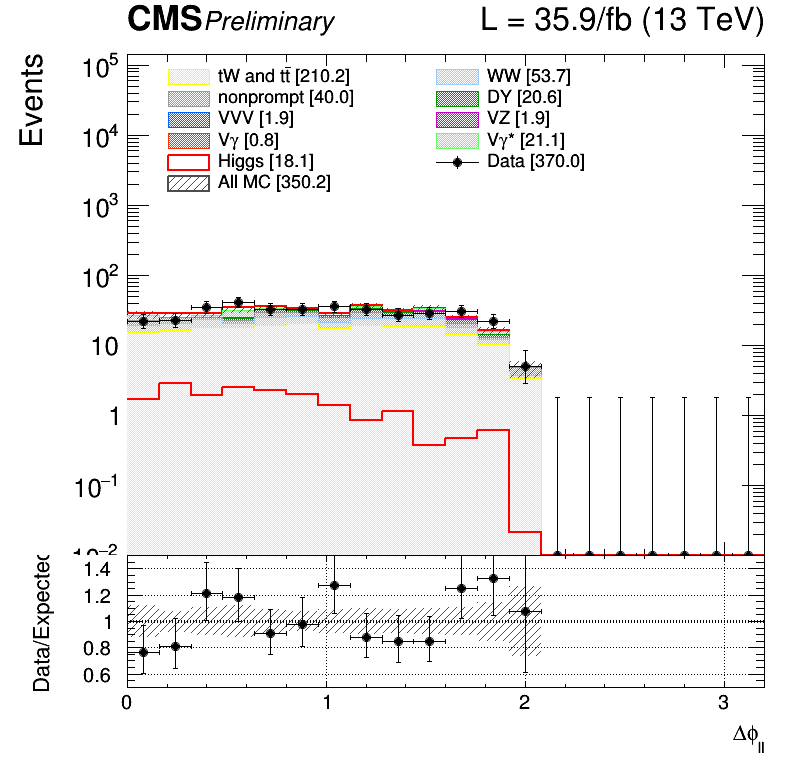 CMS Preliminary L = 35.9/fb (13 TeV)
Events
10⁵
10⁴
10³
10²
10
1
10⁻¹
10⁻²
tW and tt̄ [210.2]
WW [53.7]
nonprompt [40.0]
DY [20.6]
VVV [1.9]
VZ [1.9]
Vγ [0.8]
Vγ* [21.1]
Higgs [18.1]
Data [370.0]
All MC [350.2]
Data/Expected
1.4
1.2
1
0.8
0.6
0 1 2 3
Δϕ_ll